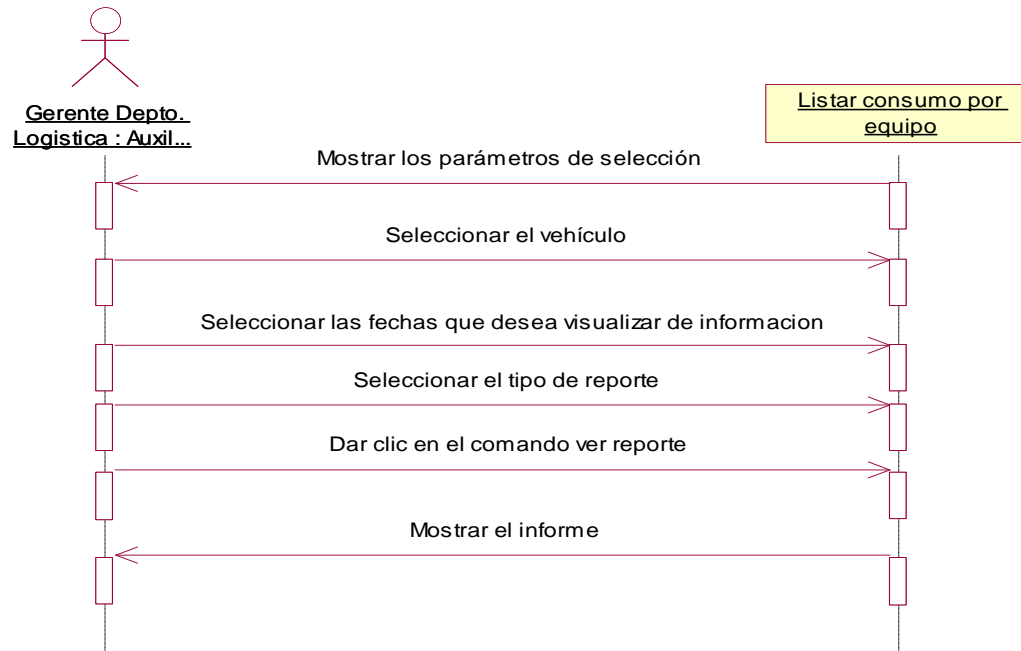 Gerente Depto.
Logistica : Auxil...
Listar consumo por
equipo
Mostrar los parámetros de selección
Seleccionar el vehículo
Seleccionar las fechas que desea visualizar de informacion
Seleccionar el tipo de reporte
Dar clic en el comando ver reporte
Mostrar el informe